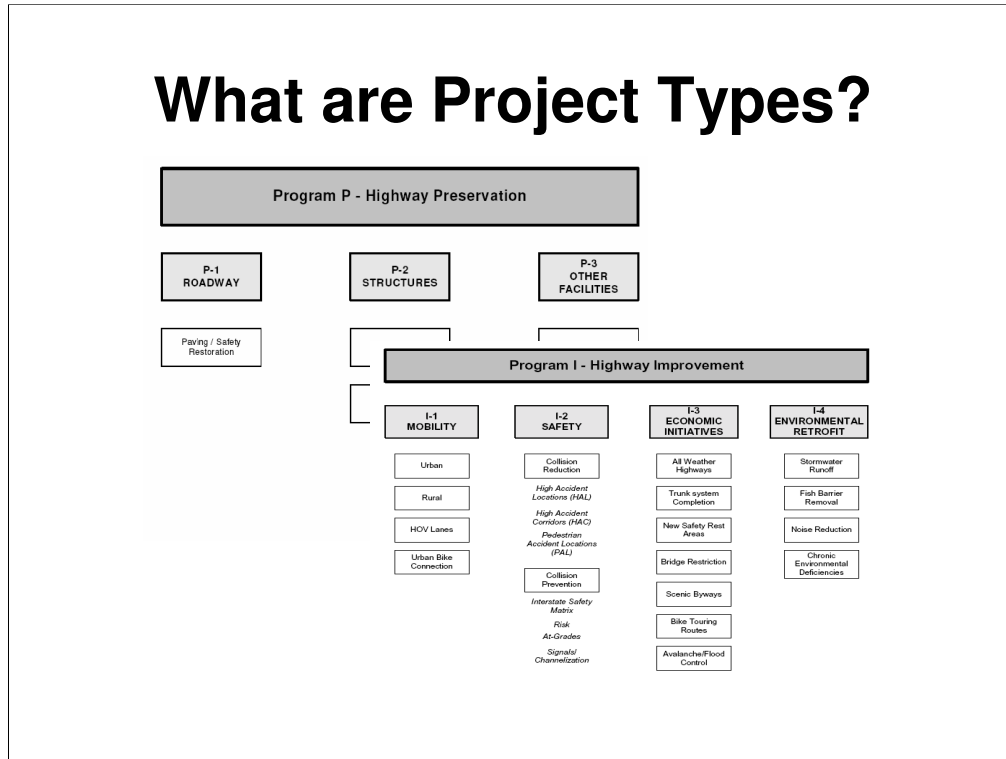 What are Project Types?
Program P - Highway Preservation
P-1
ROADWAY
P-2
STRUCTURES
P-3
OTHER
FACILITIES
Paving / Safety
Restoration
Program I - Highway Improvement
I-1
MOBILITY
Urban
Rural
HOV Lanes
Urban Bike
Connection
I-2
SAFETY
Collision
Reduction
High Accident
Locations (HAL)
High Accident
Corridors (HAC)
Pedestrian
Accident Locations
(PAL)
Collision
Prevention
Interstate Safety
Matrix
Risk
At-Grades
Signals/
Channelization
I-3
ECONOMIC
INITIATIVES
All Weather
Highways
Trunk system
Completion
New Safety Rest
Areas
Bridge Restriction
Scenic Byways
Bike Touring
Routes
Avalanche/Flood
Control
I-4
ENVIRONMENTAL
RETROFIT
Stormwater
Runoff
Fish Barrier
Removal
Noise Reduction
Chronic
Environmental
Deficiencies